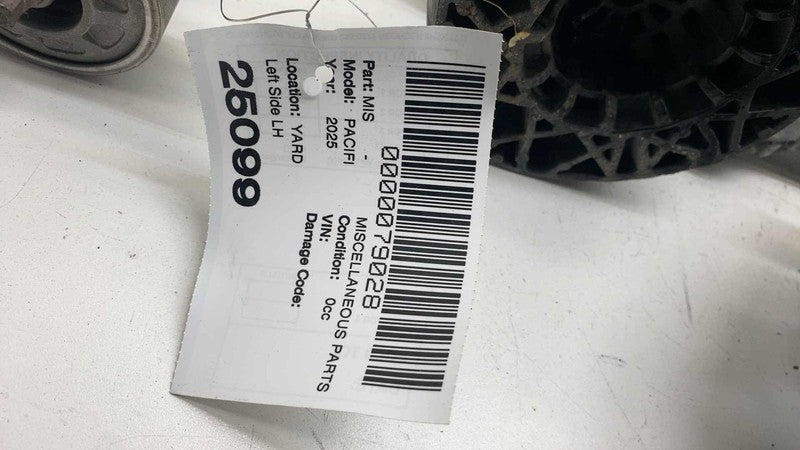 0000079028
Part: MIS - MISCELLANEOUS PARTS
Model: PACIFI Condition: 0cc
Year: 2025 VIN:
Damage Code:
Location: YARD
Left Side LH
25099